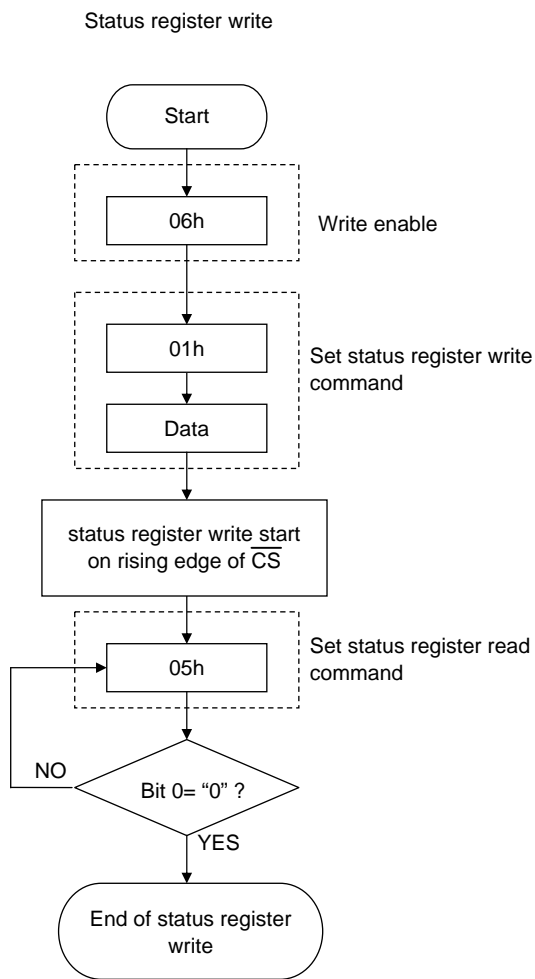 Status register write
Start
06h
Write enable
01h
Set status register write
command
Data
status register write start
on rising edge of C̅S̅
05h
Set status register read
command
NO
Bit 0= “0” ?
YES
End of status register
write